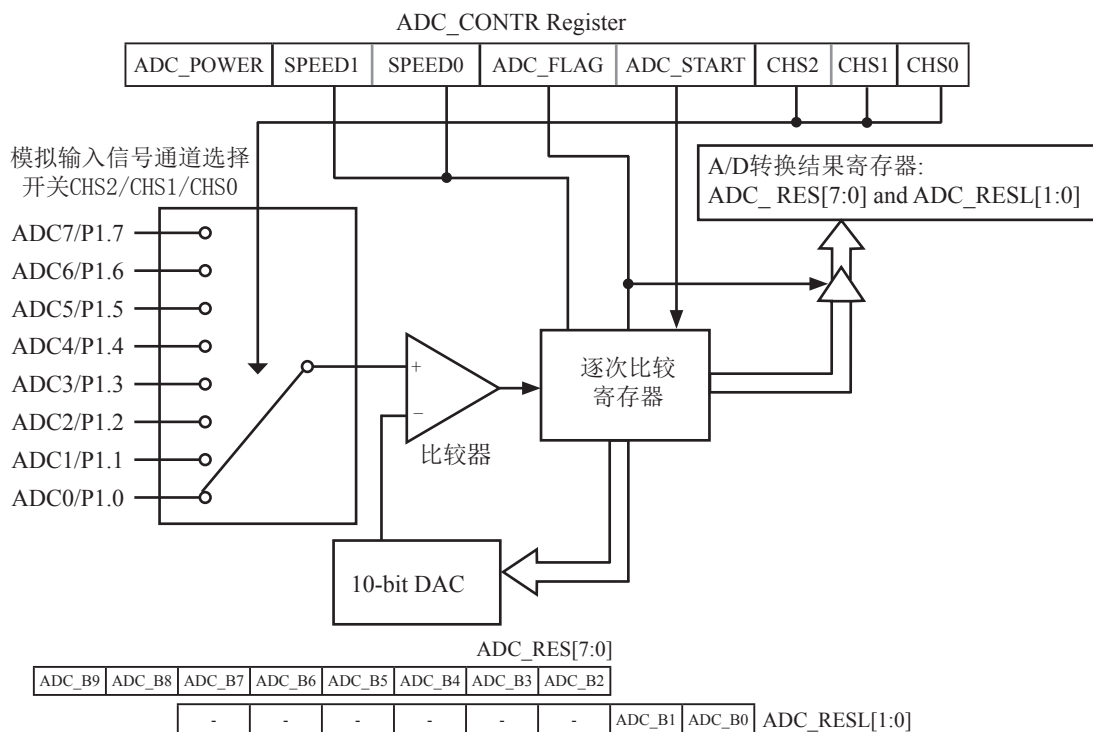 ADC_CONTR Register
ADC_POWER SPEED1 SPEED0 ADC_FLAG ADC_START CHS2 CHS1 CHS0
模拟输入信号通道选择
开关CHS2/CHS1/CHS0
A/D转换结果寄存器:
ADC_ RES[7:0] and ADC_RESL[1:0]
ADC7/P1.7
ADC6/P1.6
ADC5/P1.5
ADC4/P1.4
ADC3/P1.3
ADC2/P1.2
ADC1/P1.1
ADC0/P1.0
+
−
比较器
逐次比较
寄存器
10-bit DAC
ADC_RES[7:0]
ADC_B9 ADC_B8 ADC_B7 ADC_B6 ADC_B5 ADC_B4 ADC_B3 ADC_B2
- - - - - - ADC_B1 ADC_B0 ADC_RESL[1:0]